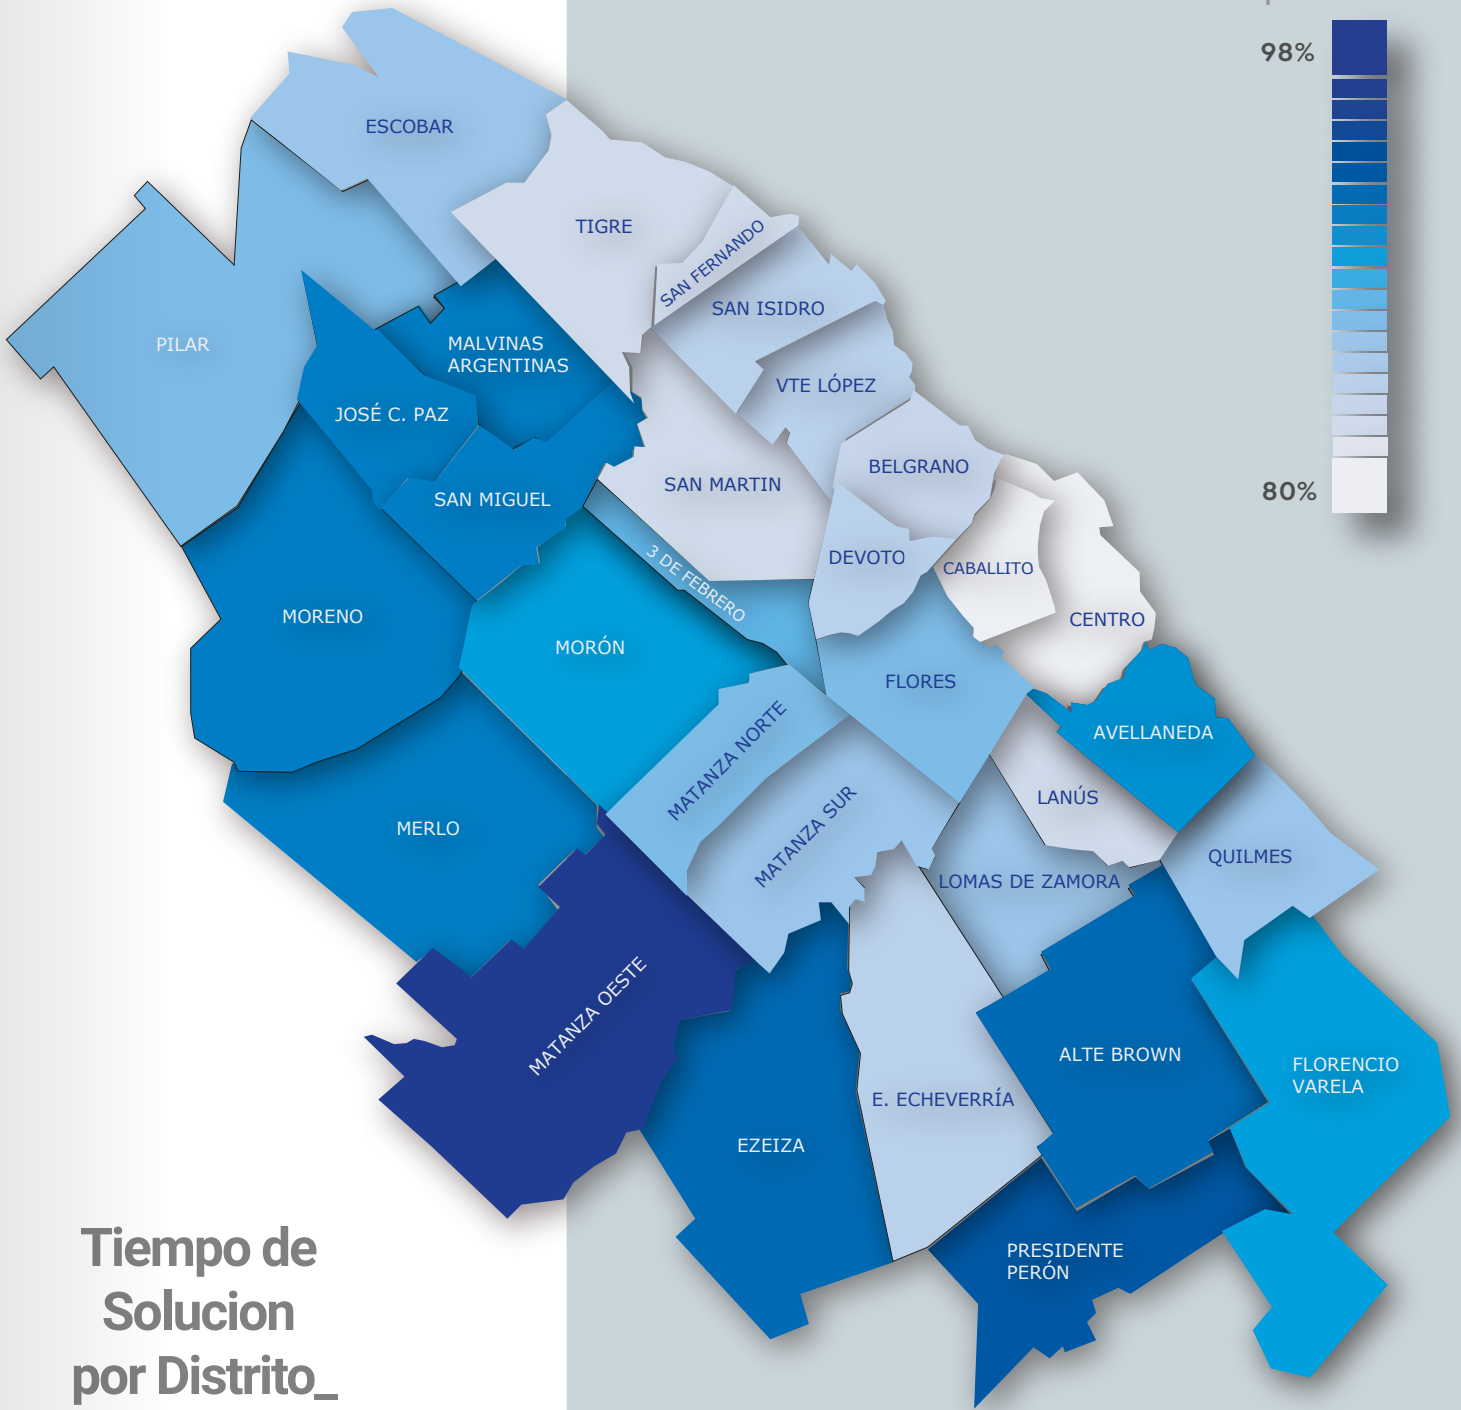 98%
80%
ESCOBAR
TIGRE
SAN FERNANDO
SAN ISIDRO
PILAR
MALVINAS
ARGENTINAS
VTE LÓPEZ
JOSÉ C. PAZ
BELGRANO
SAN MARTIN
SAN MIGUEL
DEVOTO
CABALLITO
3 DE FEBRERO
MORENO
CENTRO
MORÓN
FLORES
AVELLANEDA
MATANZA NORTE
LANÚS
MERLO
MATANZA SUR
QUILMES
LOMAS DE ZAMORA
MATANZA OESTE
ALTE BROWN
FLORENCIO
VARELA
E. ECHEVERRÍA
EZEIZA
PRESIDENTE
PERÓN
Tiempo de
Solucion
por Distrito_